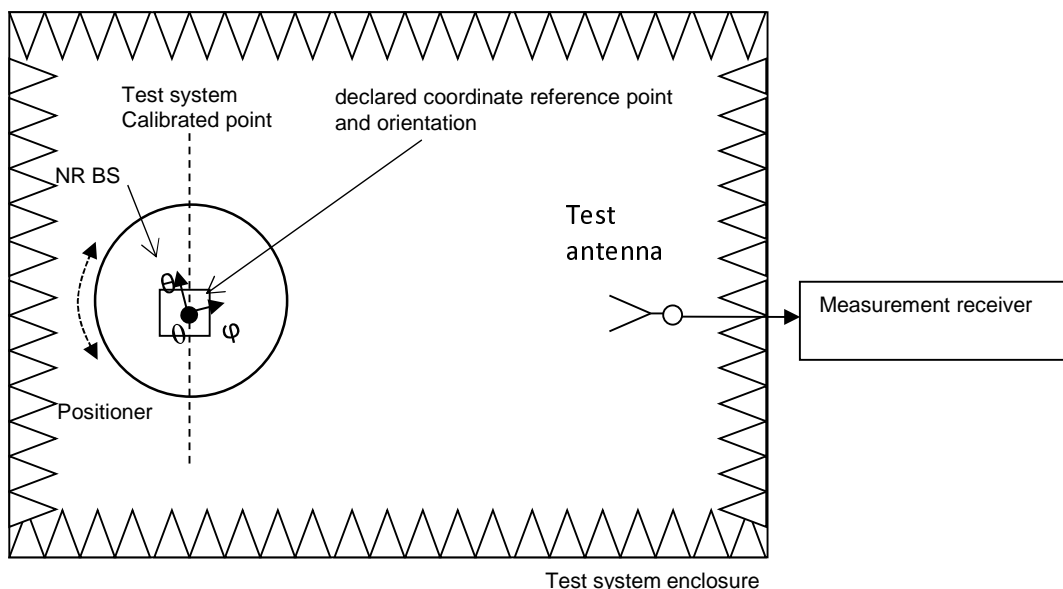 Test system
Calibrated point
declared coordinate reference point
and orientation
NR BS
Test
antenna
θ
0
φ
Measurement receiver
Positioner
Test system enclosure